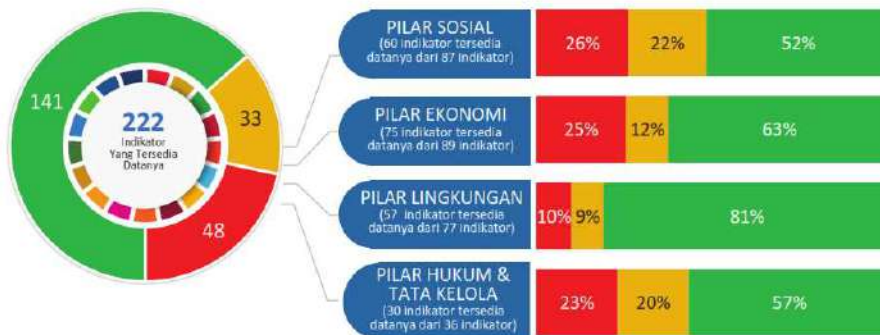 141
33
48
222
Indikator
Yang Tersedia
Datanya
PILAR SOSIAL
(60 indikator tersedia
datanya dari 87 indikator)
26% 22% 52%
PILAR EKONOMI
(75 indikator tersedia
datanya dari 89 indikator)
25% 12% 63%
PILAR LINGKUNGAN
(57 indikator tersedia
datanya dari 77 indikator)
10% 9% 81%
PILAR HUKUM &
TATA KELOLA
(30 indikator tersedia
datanya dari 36 indikator)
23% 20% 57%